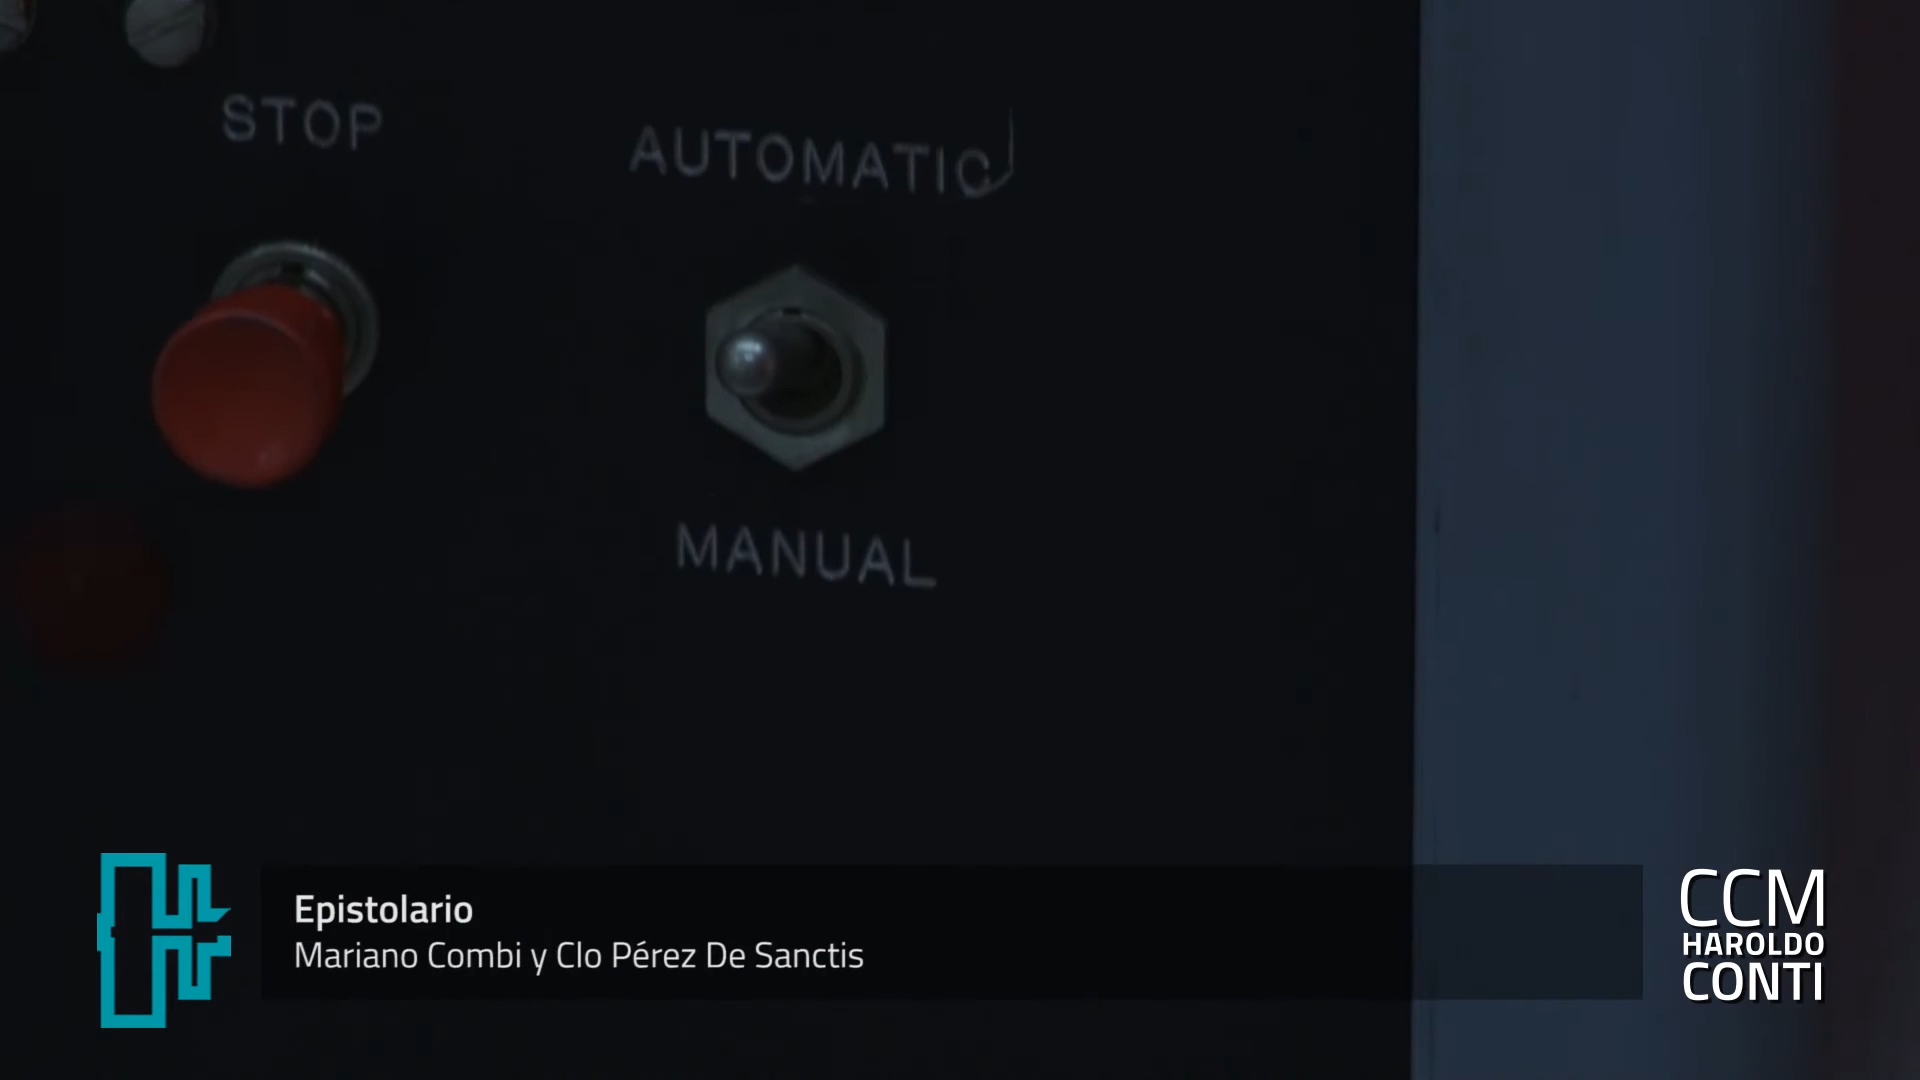 STOP
AUTOMATIC
MANUAL
Epistolario
Mariano Combi y Clo Pérez De Sanctis
CCM
HAROLDO
CONTI